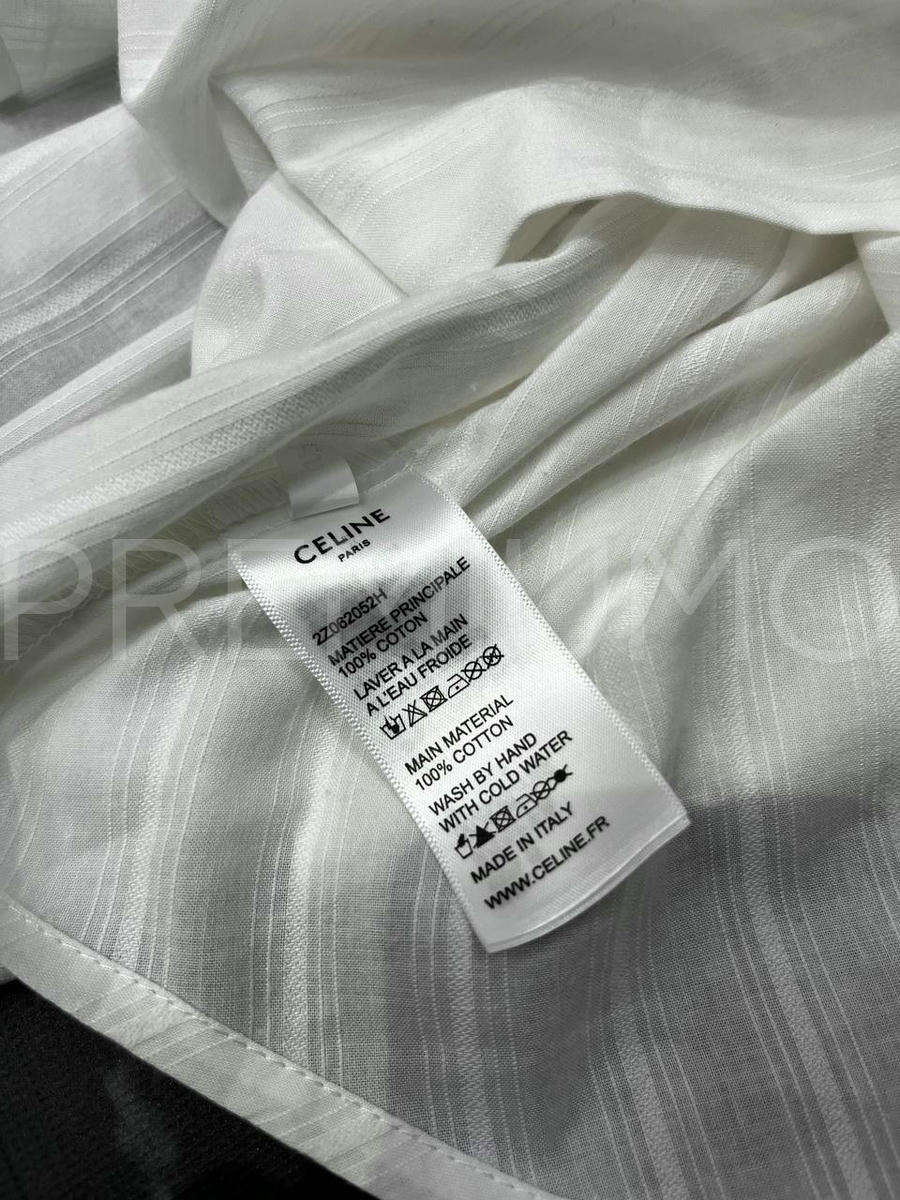 CELINE
PARIS
2Z062052H
MATIERE PRINCIPALE
100% COTON
LAVER A LA MAIN
A L'EAU FROIDE
MAIN MATERIAL
100% COTTON
WASH BY HAND
WITH COLD WATER
MADE IN ITALY
WWW.CELINE.FR
PREMIUMO